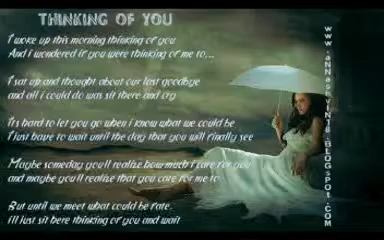 THINKING OF YOU
I woke up this morning thinking of you
And i wondered if you were thinking of me to...
I sat up and thought about our last goodbye
and all i could do was sit there and cry
Its hard to let you go when i know what we could be
I just have to wait until the day that you will finally see
Maybe someday you'll realize how much i care for you
and maybe you'll realize that you care for me to
But until we meet what could be fate.
I'll just sit here thinking of you and wait